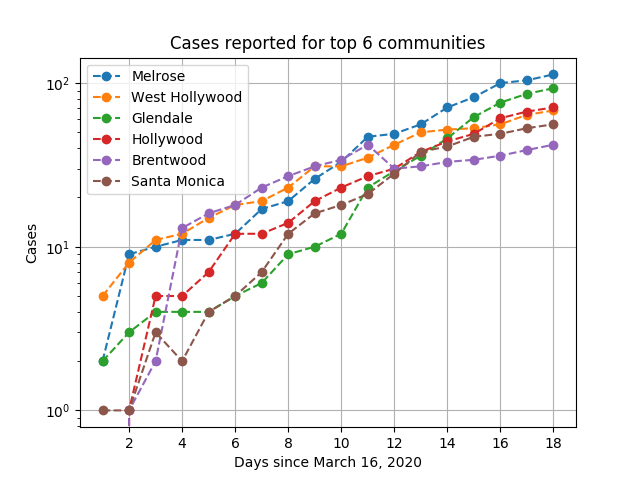 Cases reported for top 6 communities
Melrose
West Hollywood
Glendale
Hollywood
Brentwood
Santa Monica
10²
10¹
10⁰
Cases
2 4 6 8 10 12 14 16 18
Days since March 16, 2020